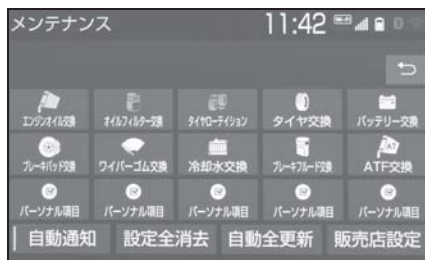 メンテナンス 11:42
エンジンオイル交換 オイルフィルター交換 タイヤローテイション タイヤ交換 バッテリー交換
ブレーキパッド交換 ワイパーゴム交換 冷却水交換 ブレーキフルード交換 ATF交換
パーソナル項目 パーソナル項目 パーソナル項目 パーソナル項目 パーソナル項目
自動通知 設定全消去 自動全更新 販売店設定